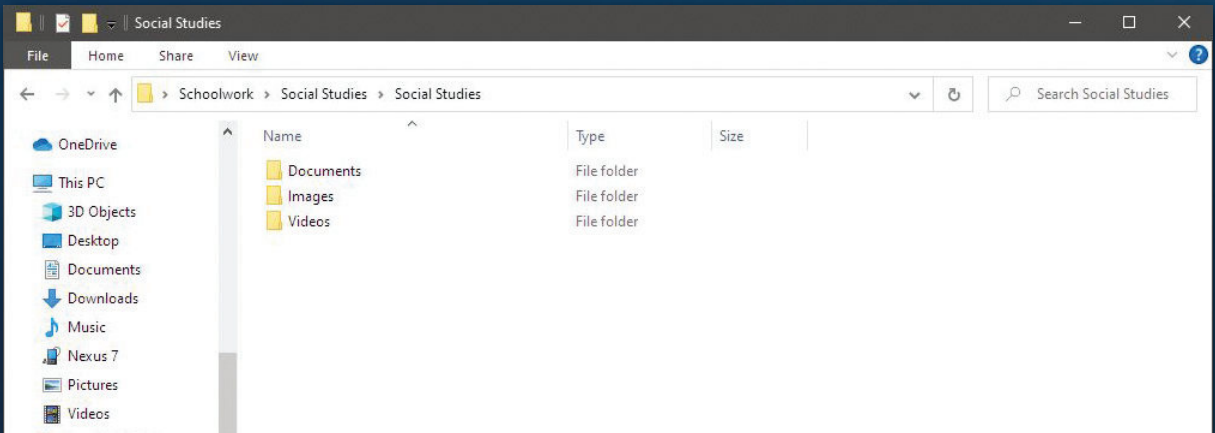 Social Studies
File Home Share View
Schoolwork > Social Studies > Social Studies
Search Social Studies
Name Type Size
OneDrive
This PC
3D Objects
Desktop
Documents
Downloads
Music
Nexus 7
Pictures
Videos
Documents File folder
Images File folder
Videos File folder